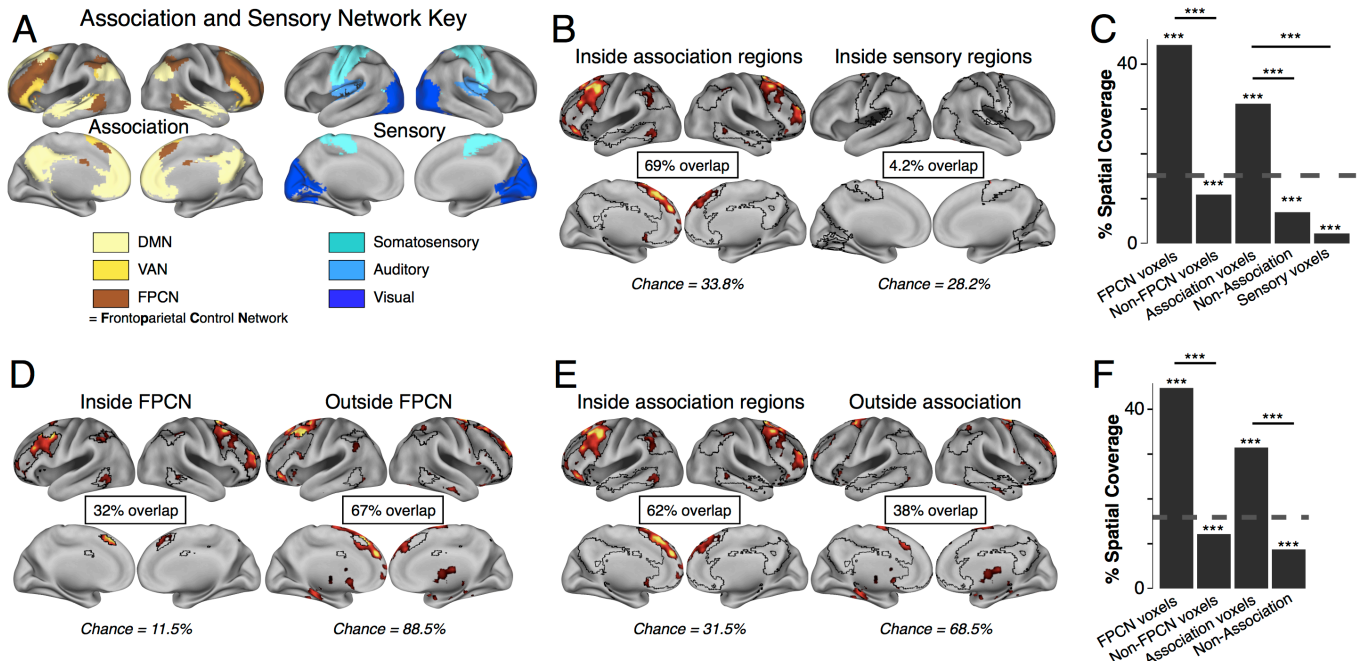 A
Association and Sensory Network Key
Association
Sensory
DMN
VAN
FPCN
= Frontoparietal Control Network
Somatosensory
Auditory
Visual
B
Inside association regions
Inside sensory regions
69% overlap
4.2% overlap
Chance = 33.8%
Chance = 28.2%
C
% Spatial Coverage
40
0
***
***
***
***
***
***
***
***
FPCN voxels
Non-FPCN voxels
Association voxels
Non-Association
Sensory voxels
D
Inside FPCN
Outside FPCN
32% overlap
67% overlap
Chance = 11.5%
Chance = 88.5%
E
Inside association regions
Outside association
62% overlap
38% overlap
Chance = 31.5%
Chance = 68.5%
F
% Spatial Coverage
40
0
***
***
***
***
***
***
FPCN voxels
Non-FPCN voxels
Association voxels
Non-Association